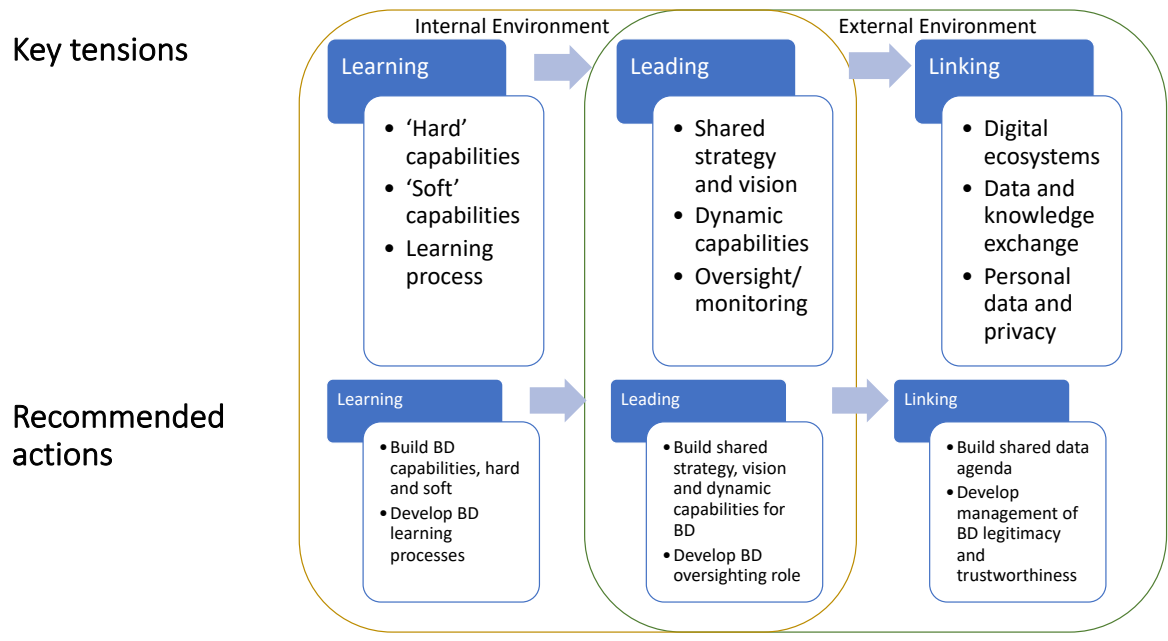 Key tensions
Internal Environment
External Environment
Learning
• 'Hard'
capabilities
• 'Soft'
capabilities
• Learning
process
Leading
• Shared
strategy
and vision
• Dynamic
capabilities
• Oversight/
monitoring
Linking
• Digital
ecosystems
• Data and
knowledge
exchange
• Personal
data and
privacy
Recommended
actions
Learning
• Build BD
capabilities, hard
and soft
• Develop BD
learning
processes
Leading
• Build shared
strategy, vision
and dynamic
capabilities for
BD
• Develop BD
oversighting role
Linking
• Build shared data
agenda
• Develop
management of
BD legitimacy
and
trustworthiness